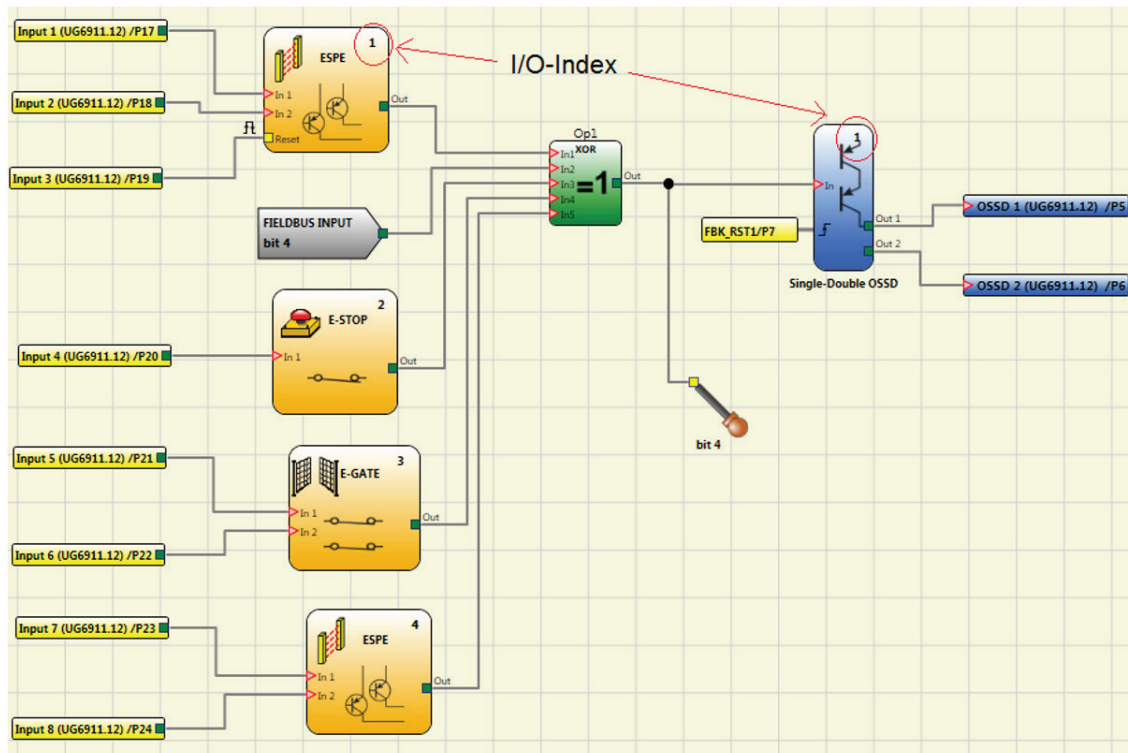 Input 1 (UG6911.12) /P17
Input 2 (UG6911.12) /P18
Input 3 (UG6911.12) /P19
1
ESPE
In 1
In 2
Reset
Out
I/O-Index
FIELDBUS INPUT
bit 4
Op1
XOR
In1
In2
In3
In4
In5
=1
Out
1
In
Out 1
Out 2
FBK_RST1/P7
Single-Double OSSD
OSSD 1 (UG6911.12) /P5
OSSD 2 (UG6911.12) /P6
Input 4 (UG6911.12) /P20
2
E-STOP
In 1
Out
bit 4
Input 5 (UG6911.12) /P21
Input 6 (UG6911.12) /P22
3
E-GATE
In 1
In 2
Out
Input 7 (UG6911.12) /P23
Input 8 (UG6911.12) /P24
4
ESPE
In 1
In 2
Out